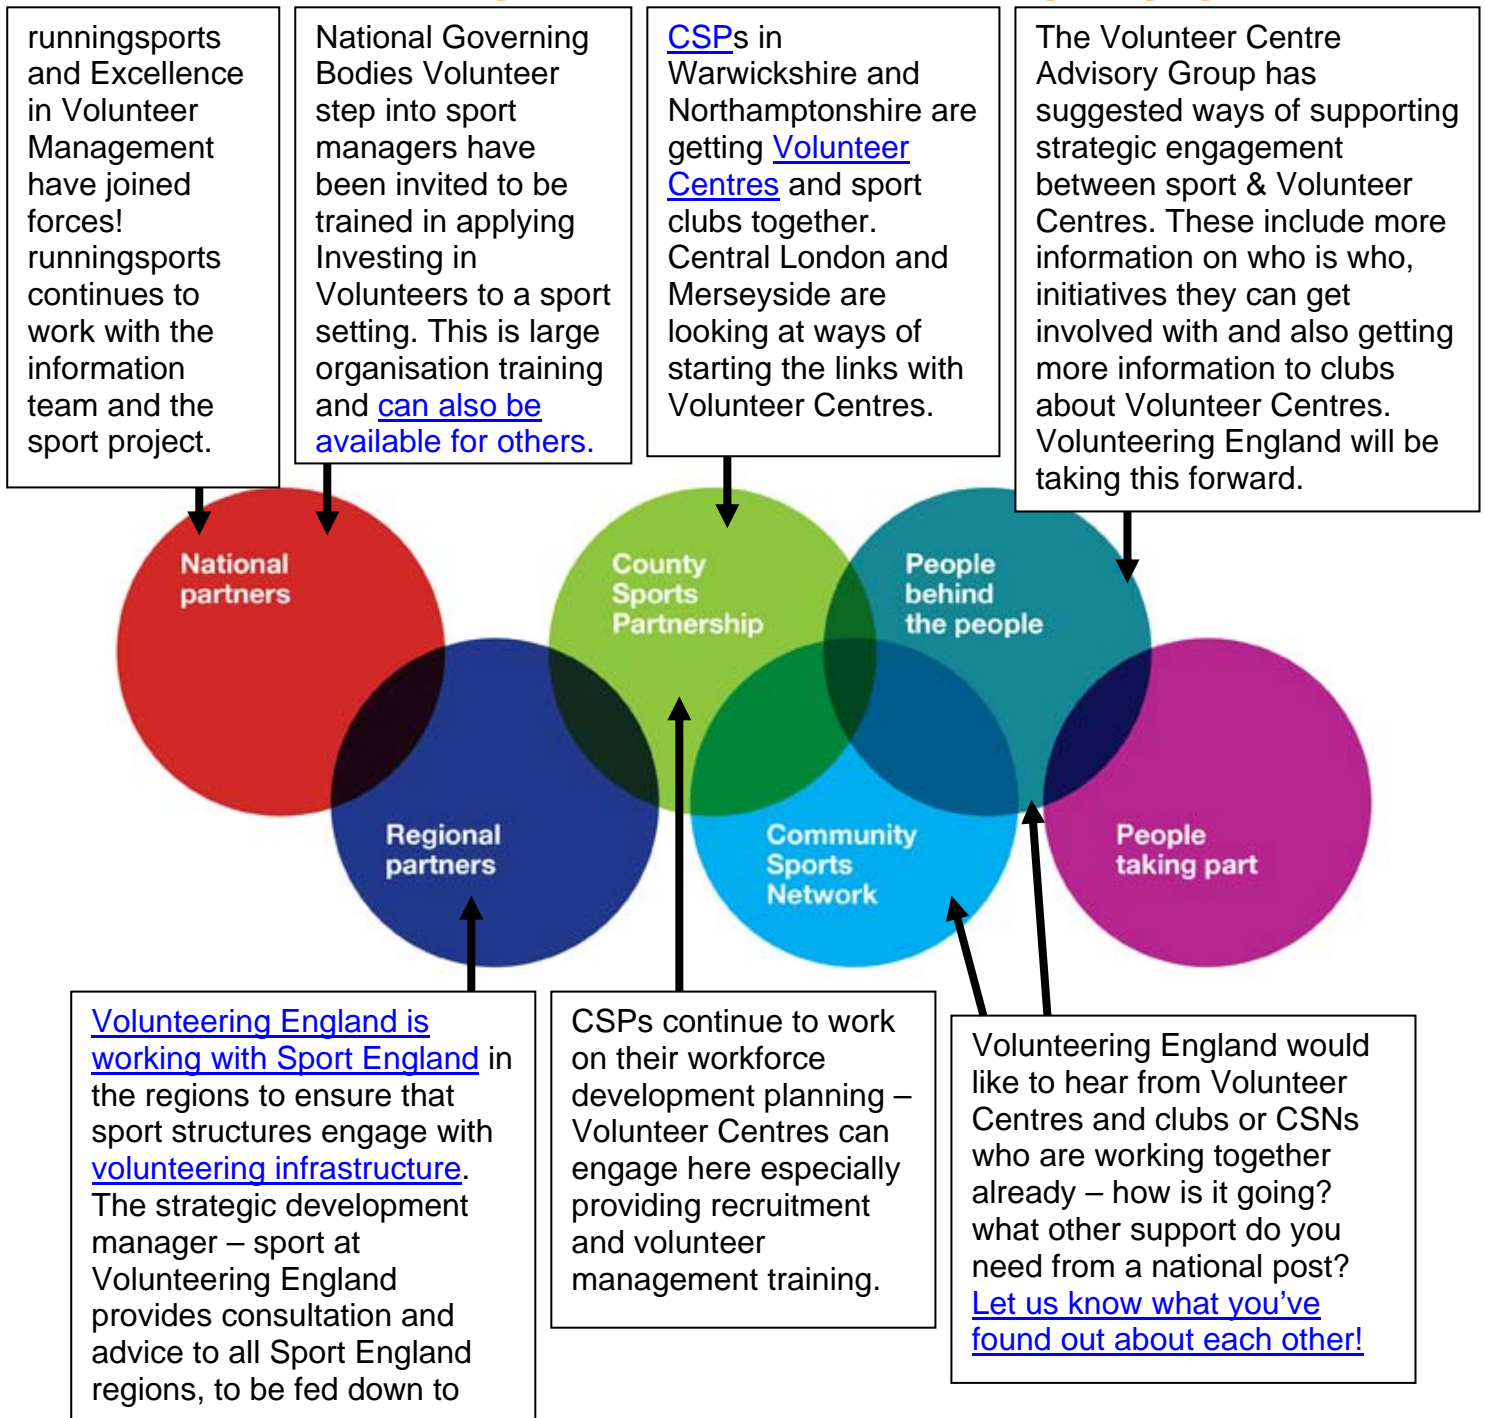 runningsports
and Excellence
in Volunteer
Management
have joined
forces!
runningsports
continues to
work with the
information
team and the
sport project.
National Governing
Bodies Volunteer
step into sport
managers have
been invited to be
trained in applying
Investing in
Volunteers to a sport
setting. This is large
organisation training
and can also be
available for others.
CSPs in
Warwickshire and
Northamptonshire are
getting Volunteer
Centres and sport
clubs together.
Central London and
Merseyside are
looking at ways of
starting the links with
Volunteer Centres.
The Volunteer Centre
Advisory Group has
suggested ways of supporting
strategic engagement
between sport & Volunteer
Centres. These include more
information on who is who,
initiatives they can get
involved with and also getting
more information to clubs
about Volunteer Centres.
Volunteering England will be
taking this forward.
National
partners
County
Sports
Partnership
People
behind
the people
Regional
partners
Community
Sports
Network
People
taking part
Volunteering England is
working with Sport England in
the regions to ensure that
sport structures engage with
volunteering infrastructure.
The strategic development
manager – sport at
Volunteering England
provides consultation and
advice to all Sport England
regions, to be fed down to
CSPs continue to work
on their workforce
development planning –
Volunteer Centres can
engage here especially
providing recruitment
and volunteer
management training.
Volunteering England would
like to hear from Volunteer
Centres and clubs or CSNs
who are working together
already – how is it going?
what other support do you
need from a national post?
Let us know what you’ve
found out about each other!